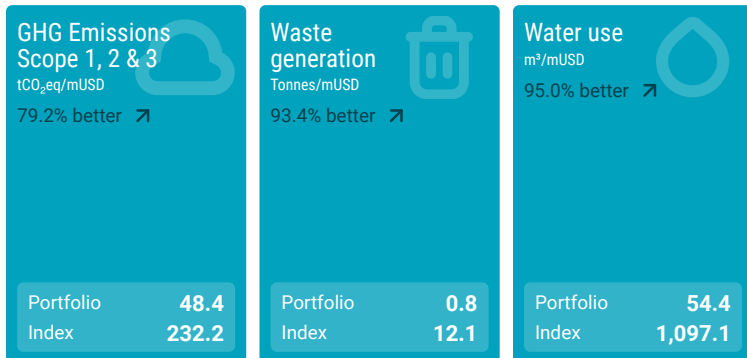 GHG Emissions
Scope 1, 2 & 3
tCO₂eq/mUSD
79.2% better
Portfolio 48.4
Index 232.2
Waste
generation
Tonnes/mUSD
93.4% better
Portfolio 0.8
Index 12.1
Water use
m³/mUSD
95.0% better
Portfolio 54.4
Index 1,097.1